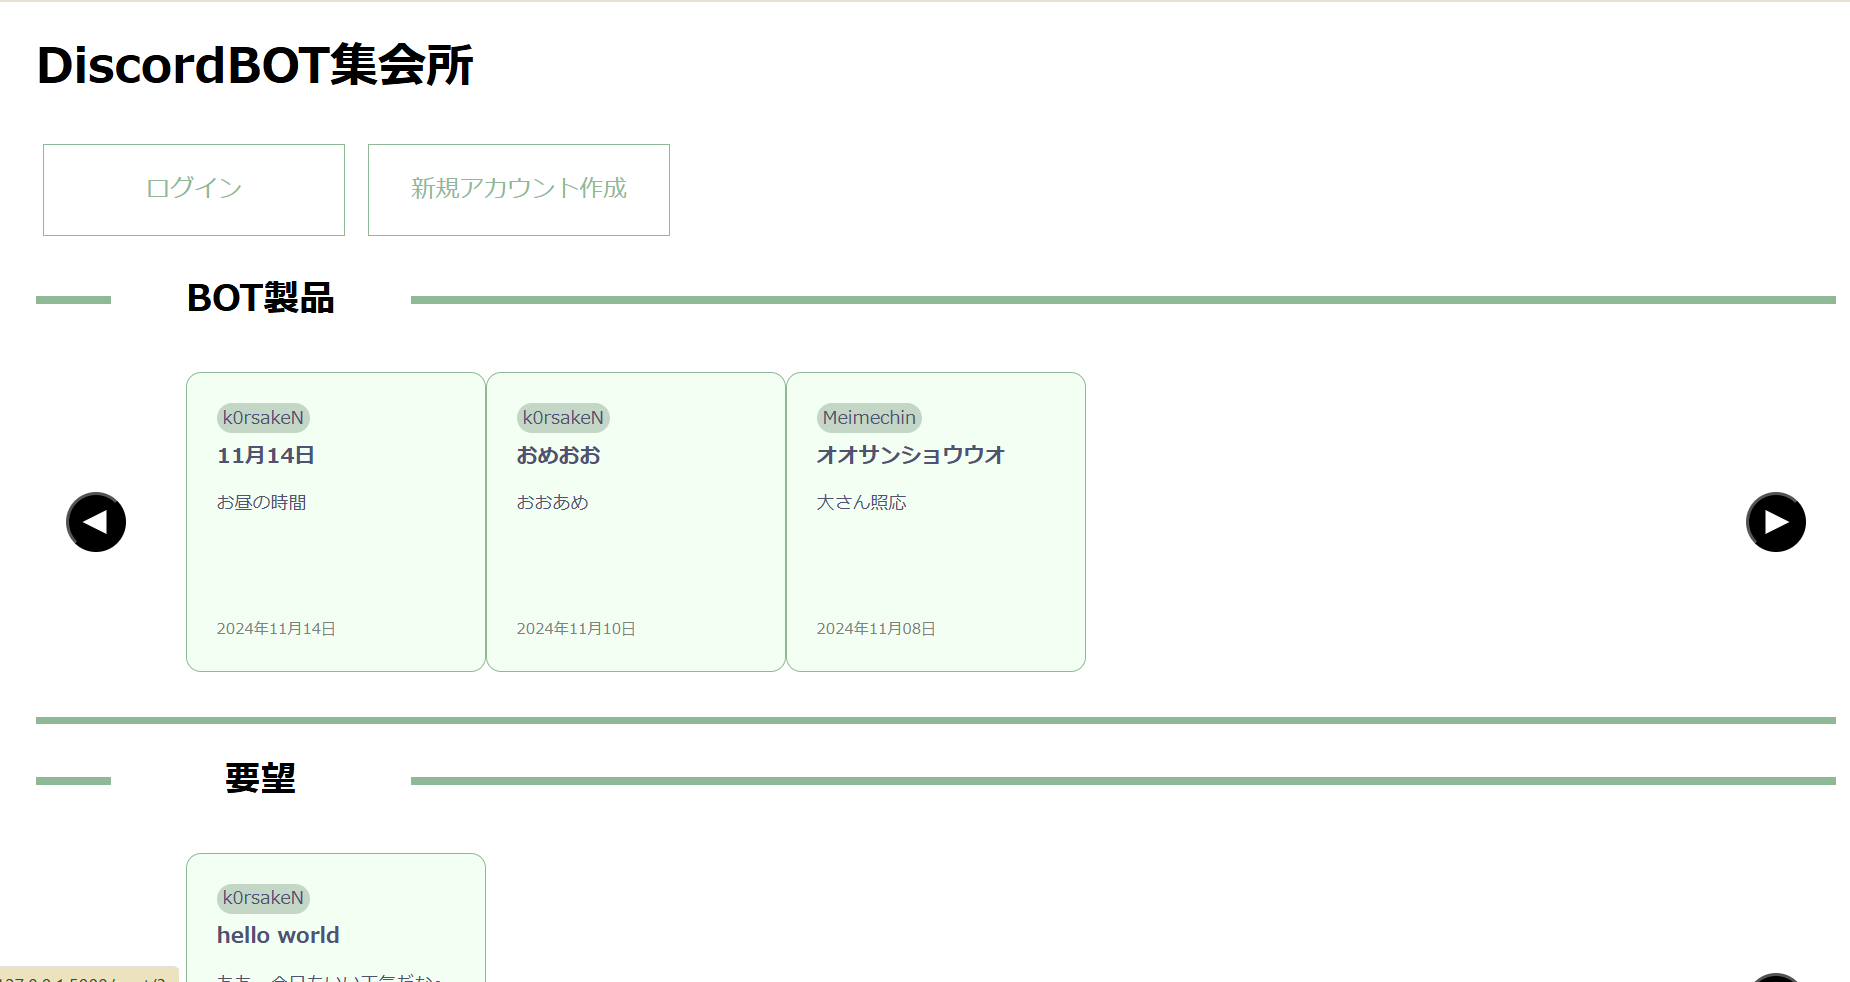 DiscordBOT集会所
ログイン
新規アカウント作成
BOT製品
k0rsakeN
11月14日
お昼の時間
2024年11月14日
k0rsakeN
おめおお
おおあめ
2024年11月10日
Meimechin
オオサンショウウオ
大さん照応
2024年11月08日
要望
k0rsakeN
hello world